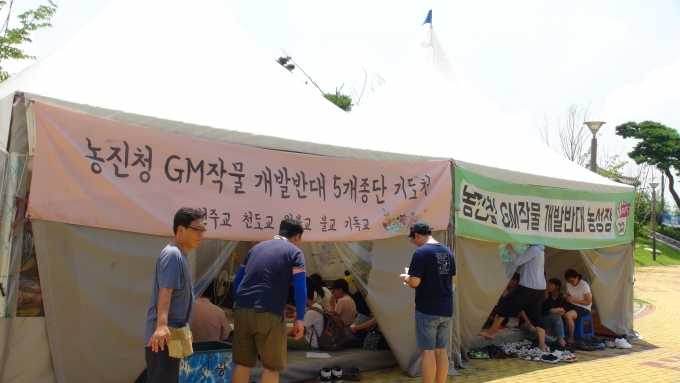 농진청 GM작물 개발반대 5개종단 기도처
천주교 천도교 원불교 불교 기독교
농진청 GM작물 개발반대 농성장